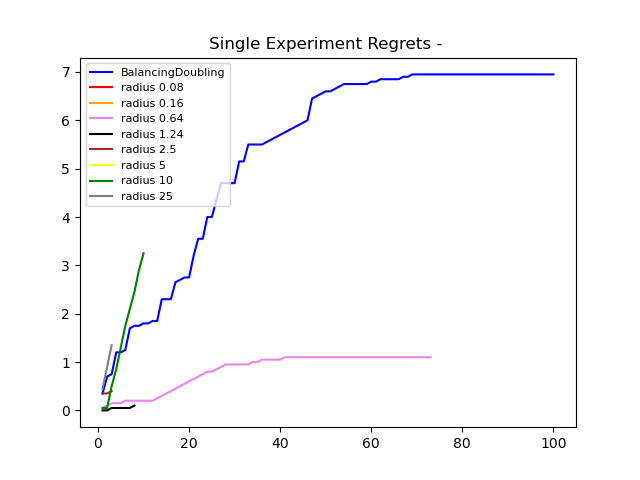 Single Experiment Regrets -
BalancingDoubling
radius 0.08
radius 0.16
radius 0.64
radius 1.24
radius 2.5
radius 5
radius 10
radius 25
7
6
5
4
3
2
1
0
0 20 40 60 80 100